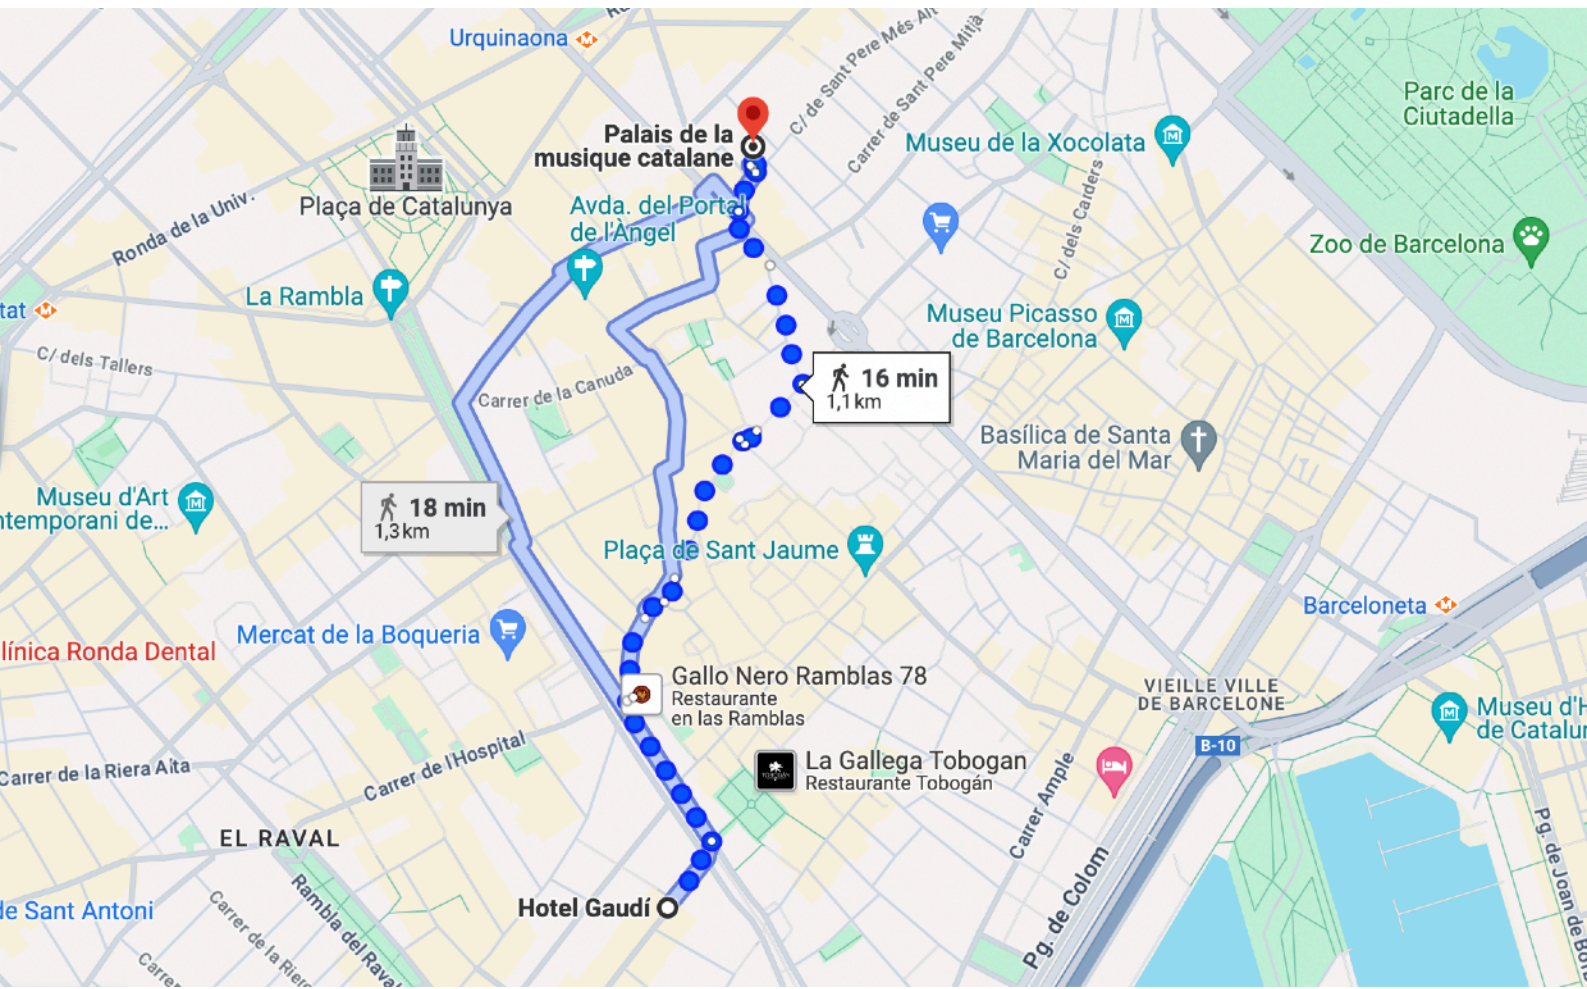 Urquinaona
C/ de Sant Pere Més Alt
Carrer de Sant Pere Mitjà
Parc de la
Ciutadella
Palais de la
musique catalane
Museu de la Xocolata
Plaça de Catalunya
Avda. del Portal
de l'Àngel
C/ dels Canders
Ronda de la Univ.
Zoo de Barcelona
La Rambla
tat
Museu Picasso
de Barcelona
C/ dels Tallers
Carrer de la Canuda
16 min
1,1 km
Basílica de Santa
Maria del Mar
Museu d'Art
ntemporani de...
18 min
1,3 km
Plaça de Sant Jaume
Barceloneta
Mercat de la Boqueria
línica Ronda Dental
Gallo Nero Ramblas 78
Restaurante
en las Ramblas
VIEILLE VILLE
DE BARCELONE
Museu d'H
de Catalur
B-10
Carrer de l'Hospital
Carrer de la Riera Alta
La Gallega Tobogan
Restaurante Tobogán
Carrer Ample
EL RAVAL
Pg. de Colom
Pg. de Joan de Bor
Hotel Gaudí
de Sant Antoni
Rambla del Raval
Carrer de la Riere
Carrer